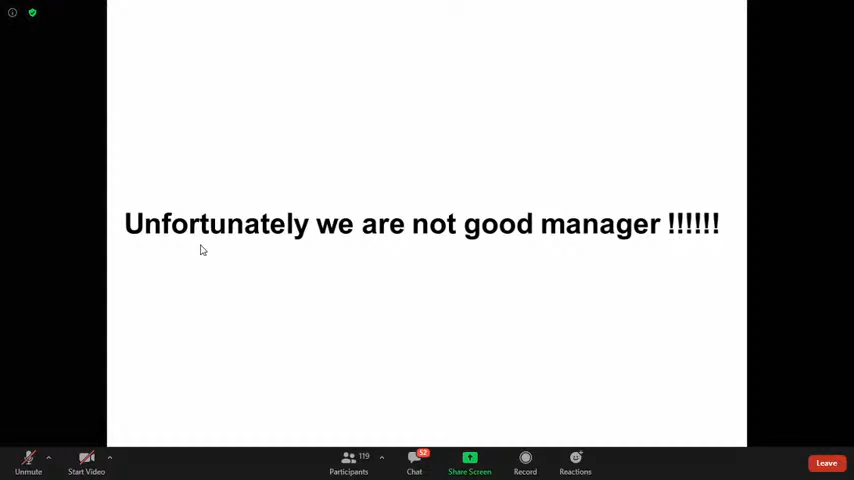 Unfortunately we are not good manager !!!!!!
Unmute
Start Video
119
Participants
52
Chat
Share Screen
Record
Reactions
Leave